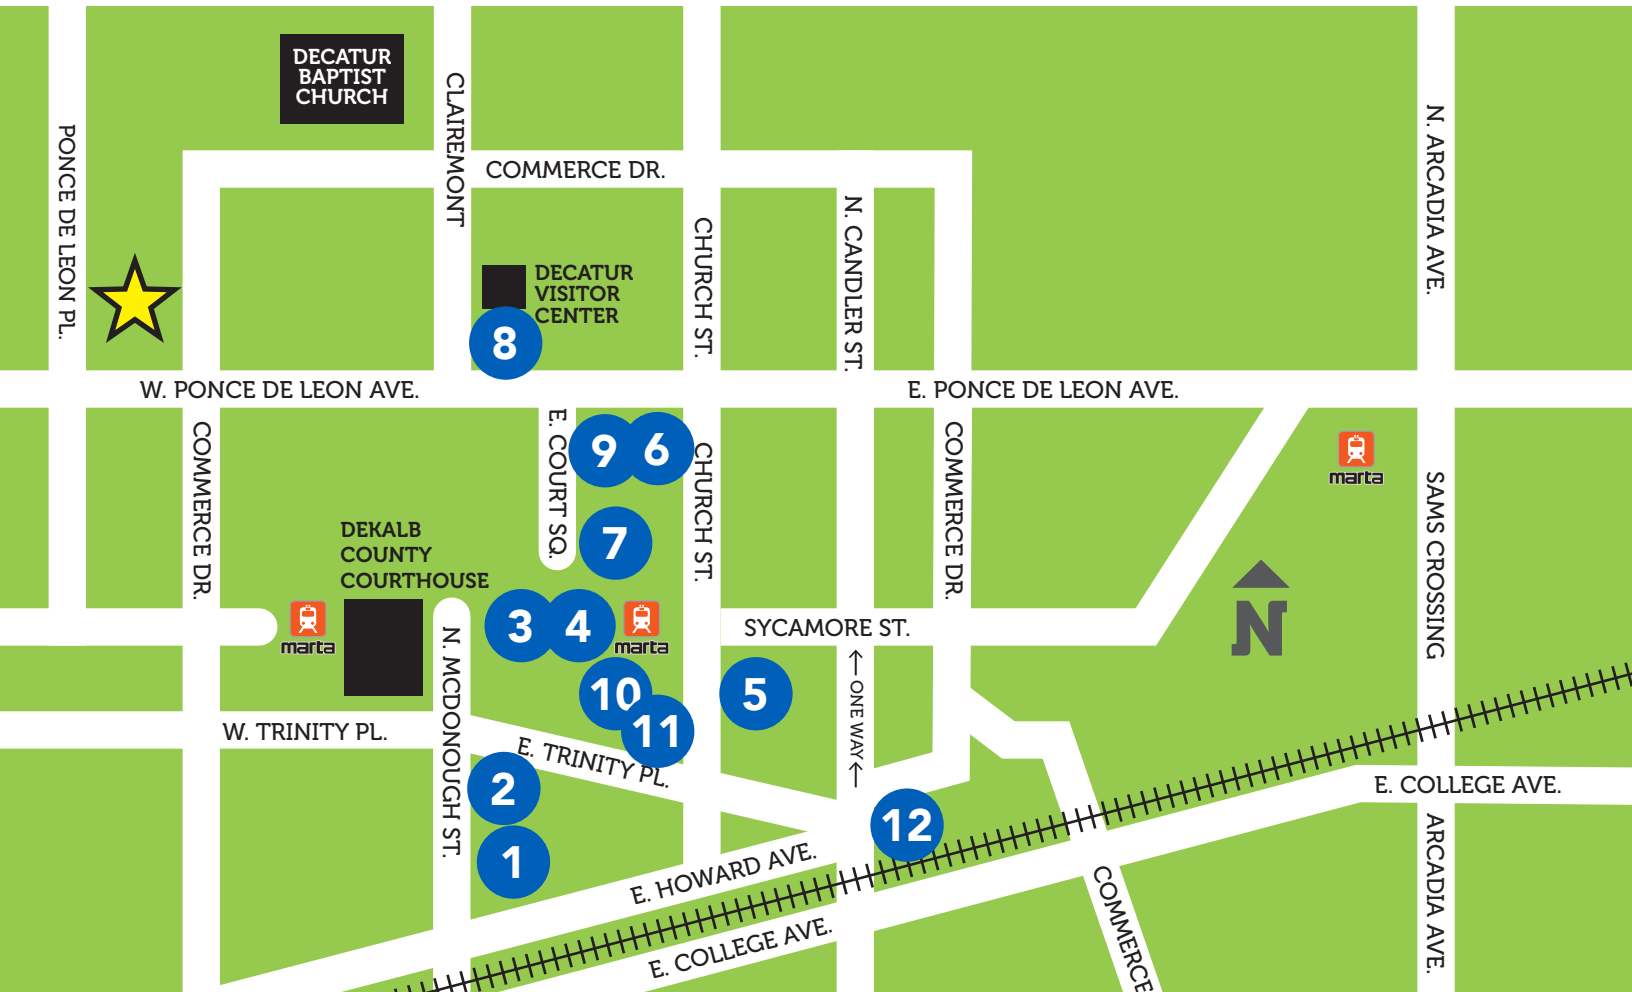 DECATUR
BAPTIST
CHURCH
CLAIREMONT
PONCE DE LEON PL.
COMMERCE DR.
N. ARCADIA AVE.
N. CANDLER ST.
CHURCH ST.
DECATUR
VISITOR
CENTER
8
W. PONCE DE LEON AVE.
E. PONCE DE LEON AVE.
E. COURT SQ.
9
6
COMMERCE DR.
CHURCH ST.
COMMERCE DR.
marta
SAMS CROSSING
7
DEKALB
COUNTY
COURTHOUSE
N
marta
3
4
marta
SYCAMORE ST.
N. MCDONOUGH ST.
10
5
11
ONE WAY
W. TRINITY PL.
E. TRINITY PL.
2
E. COLLEGE AVE.
12
1
E. HOWARD AVE.
ARCADIA AVE.
COMMERCE
E. COLLEGE AVE.